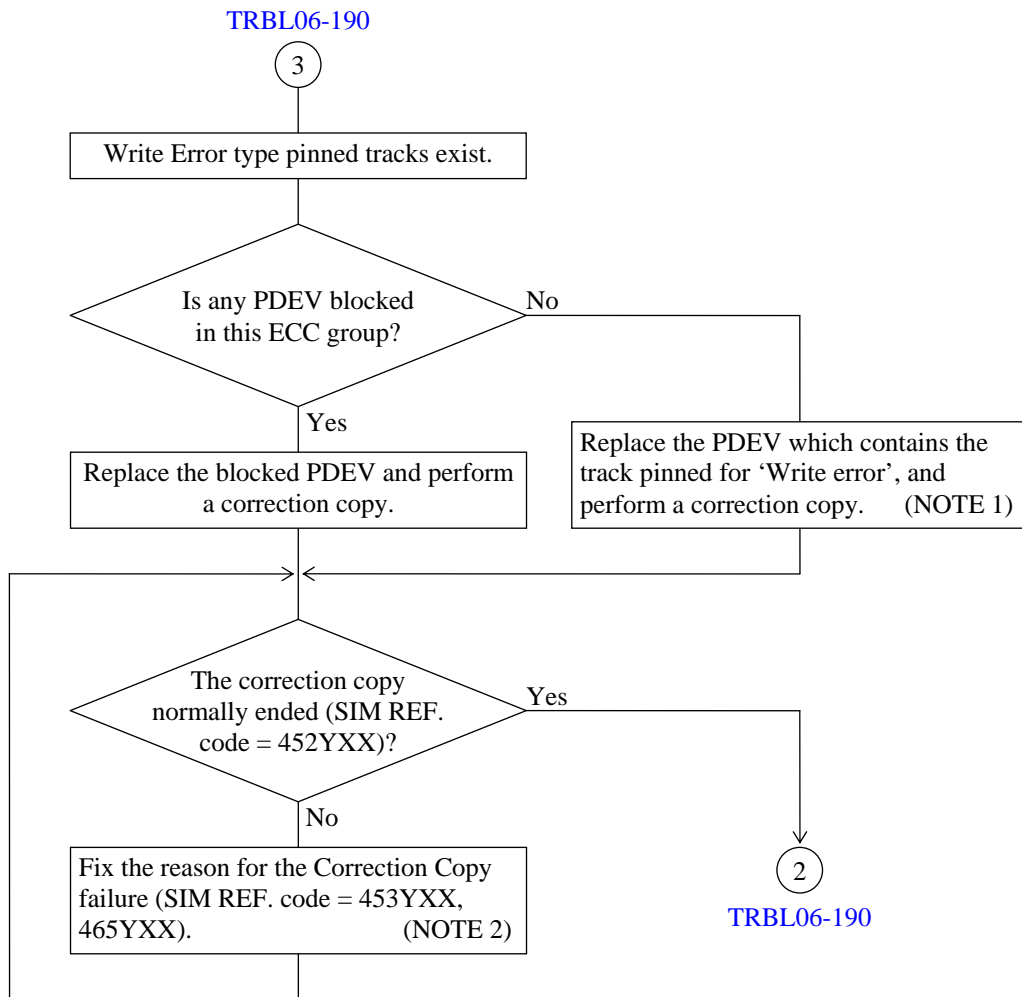 TRBL06-190
3
Write Error type pinned tracks exist.
Is any PDEV blocked
in this ECC group?
No
Yes
Replace the blocked PDEV and perform
a correction copy.
Replace the PDEV which contains the
track pinned for ‘Write error’, and
perform a correction copy. (NOTE 1)
The correction copy
normally ended (SIM REF.
code = 452YXX)?
Yes
No
Fix the reason for the Correction Copy
failure (SIM REF. code = 453YXX,
465YXX). (NOTE 2)
2
TRBL06-190